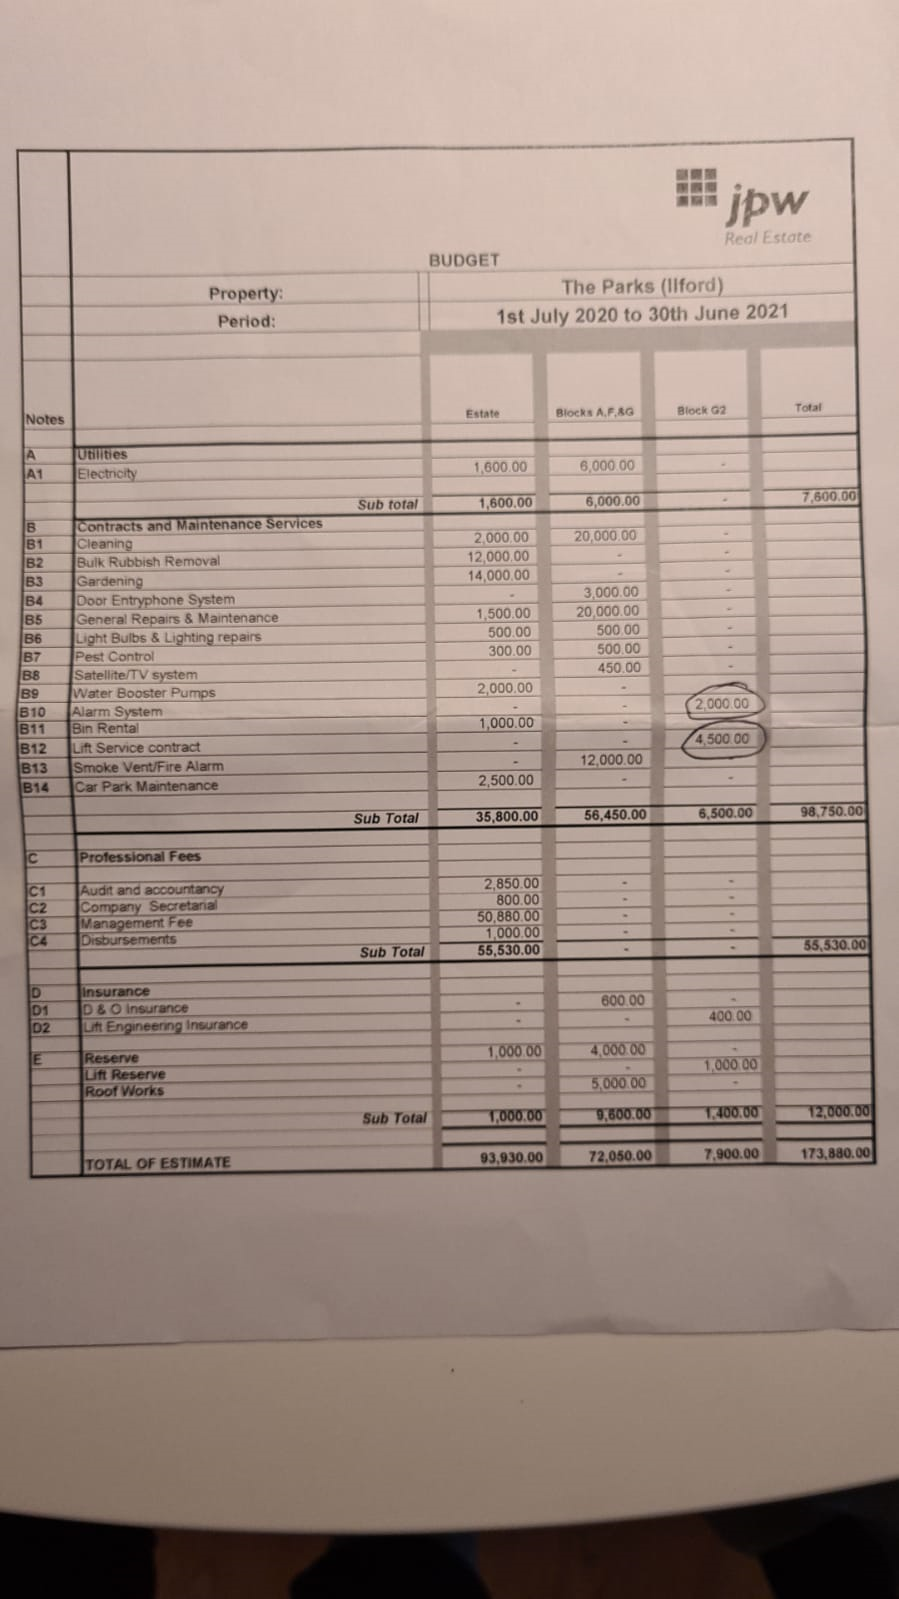 jpw
Real Estate
BUDGET
Property: The Parks (Ilford)
Period: 1st July 2020 to 30th June 2021
Notes Estate Blocks A,F,&G Block G2 Total
A Utilities
A1 Electricity 1,600.00 6,000.00 -
Sub total 1,600.00 6,000.00 - 7,600.00
B Contracts and Maintenance Services
B1 Cleaning 2,000.00 20,000.00 -
B2 Bulk Rubbish Removal 12,000.00 - -
B3 Gardening 14,000.00 - -
B4 Door Entryphone System - 3,000.00 -
B5 General Repairs & Maintenance 1,500.00 20,000.00 -
B6 Light Bulbs & Lighting repairs 500.00 500.00 -
B7 Pest Control 300.00 500.00 -
B8 Satellite/TV system - 450.00 -
B9 Water Booster Pumps 2,000.00 -
B10 Alarm System - - 2,000.00
B11 Bin Rental 1,000.00 -
B12 Lift Service contract - - 4,500.00
B13 Smoke Vent/Fire Alarm - 12,000.00
B14 Car Park Maintenance 2,500.00 - -
Sub Total 35,800.00 56,450.00 6,500.00 98,750.00
C Professional Fees
C1 Audit and accountancy 2,850.00 - -
C2 Company Secretarial 800.00 - -
C3 Management Fee 50,880.00 - -
C4 Disbursements 1,000.00 - -
Sub Total 55,530.00 - - 55,530.00
D Insurance
D1 D & O Insurance - 600.00 -
D2 Lift Engineering Insurance - - 400.00
E Reserve 1,000.00 4,000.00 -
Lift Reserve - - 1,000.00
Roof Works - 5,000.00 -
Sub Total 1,000.00 9,600.00 1,400.00 12,000.00
TOTAL OF ESTIMATE 93,930.00 72,050.00 7,900.00 173,880.00